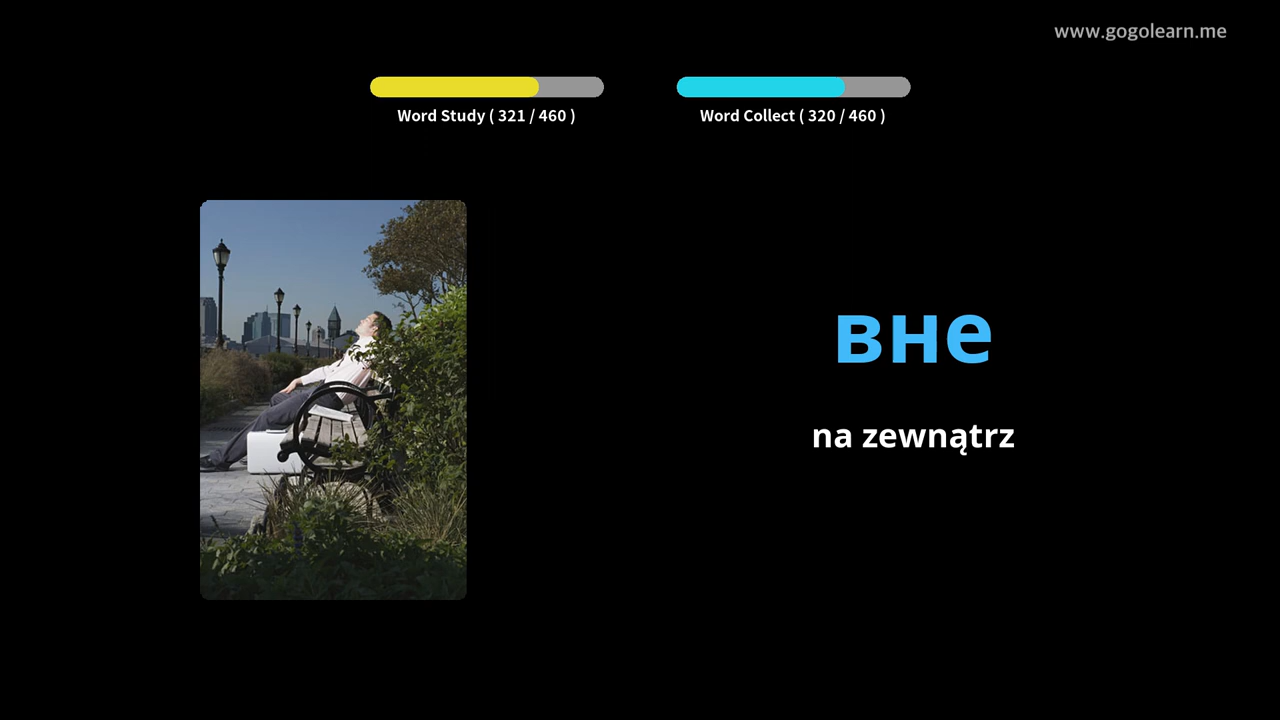 www.gogolearn.me
Word Study ( 321 / 460 )
Word Collect ( 320 / 460 )
вне
na zewnątrz